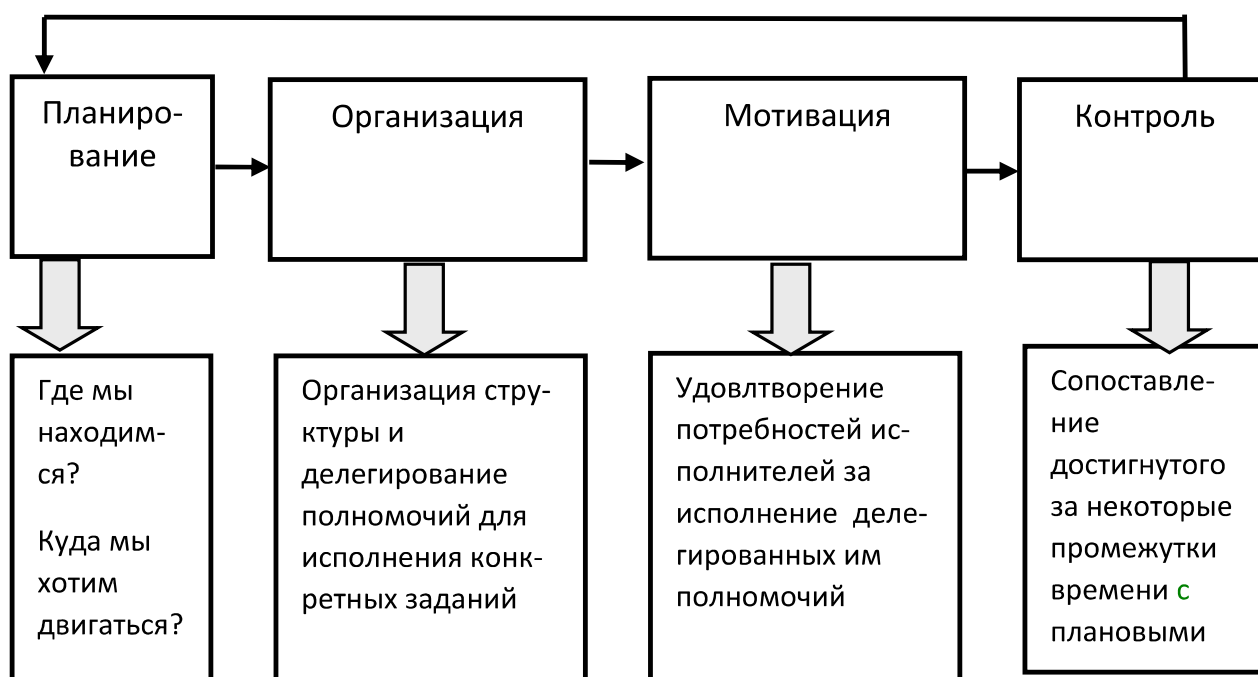 Планиро-
вание
Организация
Мотивация
Контроль
Где мы
находим-
ся?
Куда мы
хотим
двигаться?
Организация стру-
ктуры и
делегирование
полномочий для
исполнения конк-
ретных заданий
Удовлтворение
потребностей ис-
полнителей за
исполнение деле-
гированных им
полномочий
Сопоставле-
ние
достигнутого
за некоторые
промежутки
времени с
плановыми